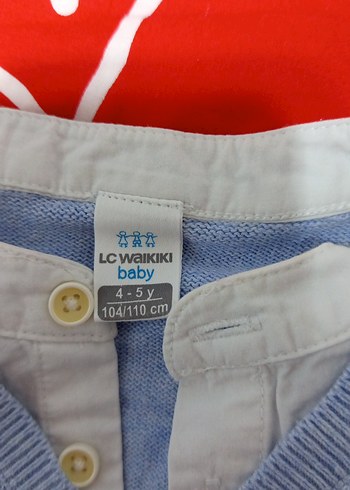 LC WAIKIKI
baby
4 - 5 y
104/110 cm